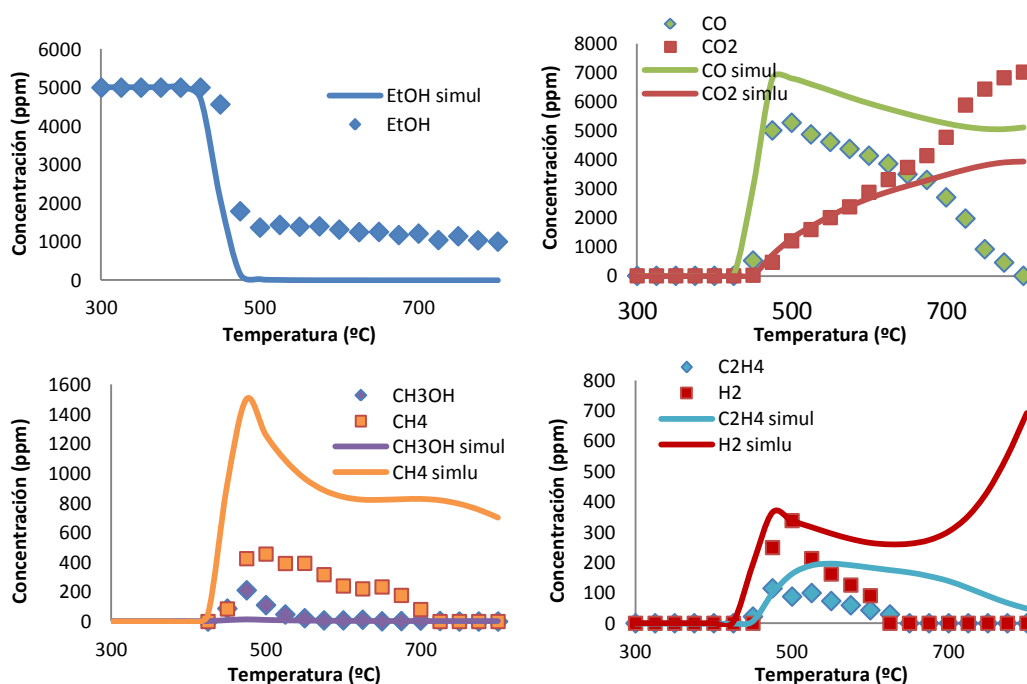 6000
5000
4000
3000
2000
1000
0
300
500
700
Concentración (ppm)
Temperatura (ºC)
EtOH simul
EtOH
8000
7000
6000
5000
4000
3000
2000
1000
0
300
500
700
Concentración (ppm)
Temperatura (ºC)
CO
CO2
CO simul
CO2 simlu
1600
1400
1200
1000
800
600
400
200
0
300
500
700
Concentración (ppm)
Temperatura (ºC)
CH3OH
CH4
CH3OH simul
CH4 simlu
800
700
600
500
400
300
200
100
0
300
500
700
Concentración (ppm)
Temperatura (ºC)
C2H4
H2
C2H4 simul
H2 simlu